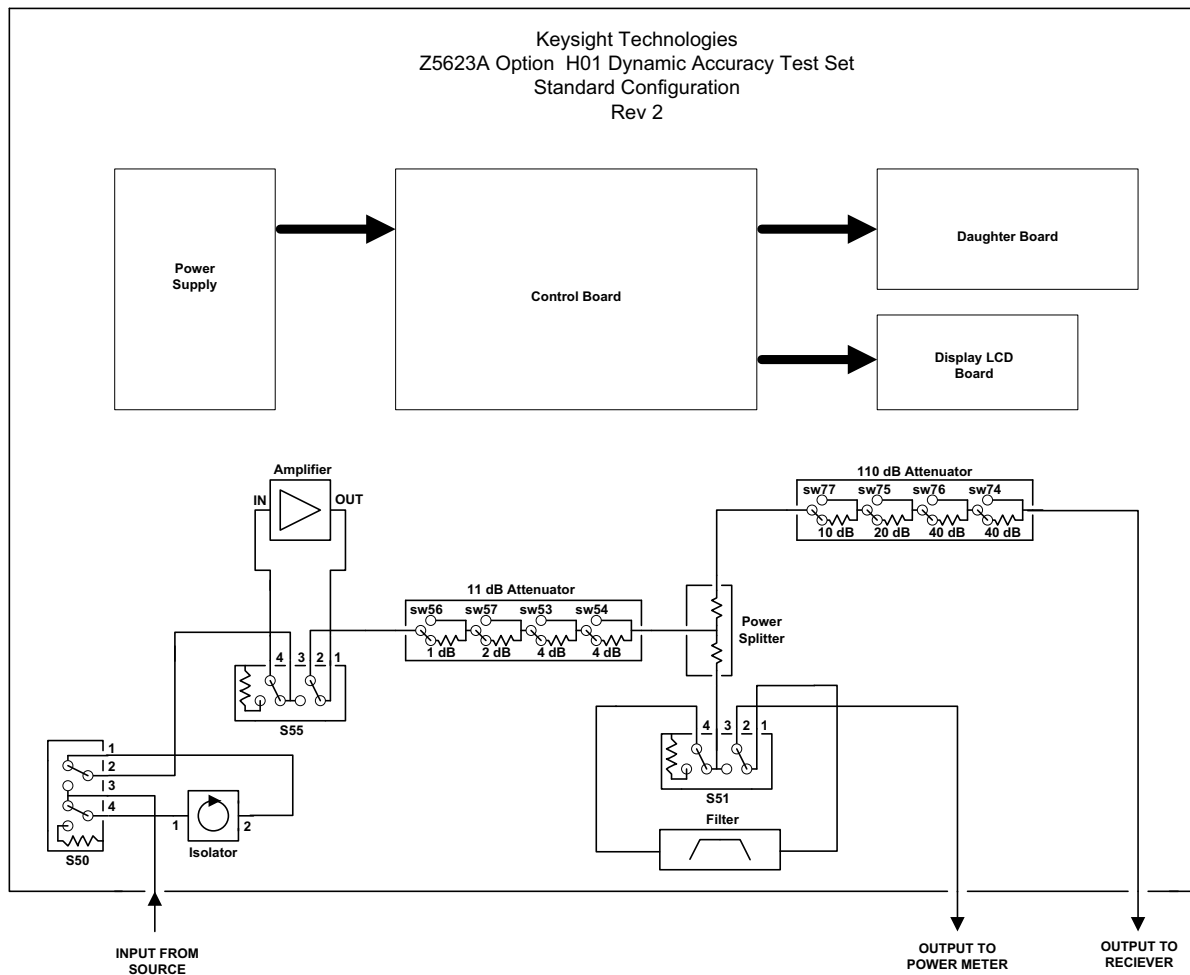 Keysight Technologies
Z5623A Option H01 Dynamic Accuracy Test Set
Standard Configuration
Rev 2
Power
Supply
Control Board
Daughter Board
Display LCD
Board
Amplifier
IN
OUT
110 dB Attenuator
sw77 sw75 sw76 sw74
10 dB 20 dB 40 dB 40 dB
11 dB Attenuator
sw56 sw57 sw53 sw54
1 dB 2 dB 4 dB 4 dB
Power
Splitter
4 3 2 1
S55
4 3 2 1
S51
1
2
3
4
S50
1 2
Isolator
Filter
INPUT FROM
SOURCE
OUTPUT TO
POWER METER
OUTPUT TO
RECIEVER